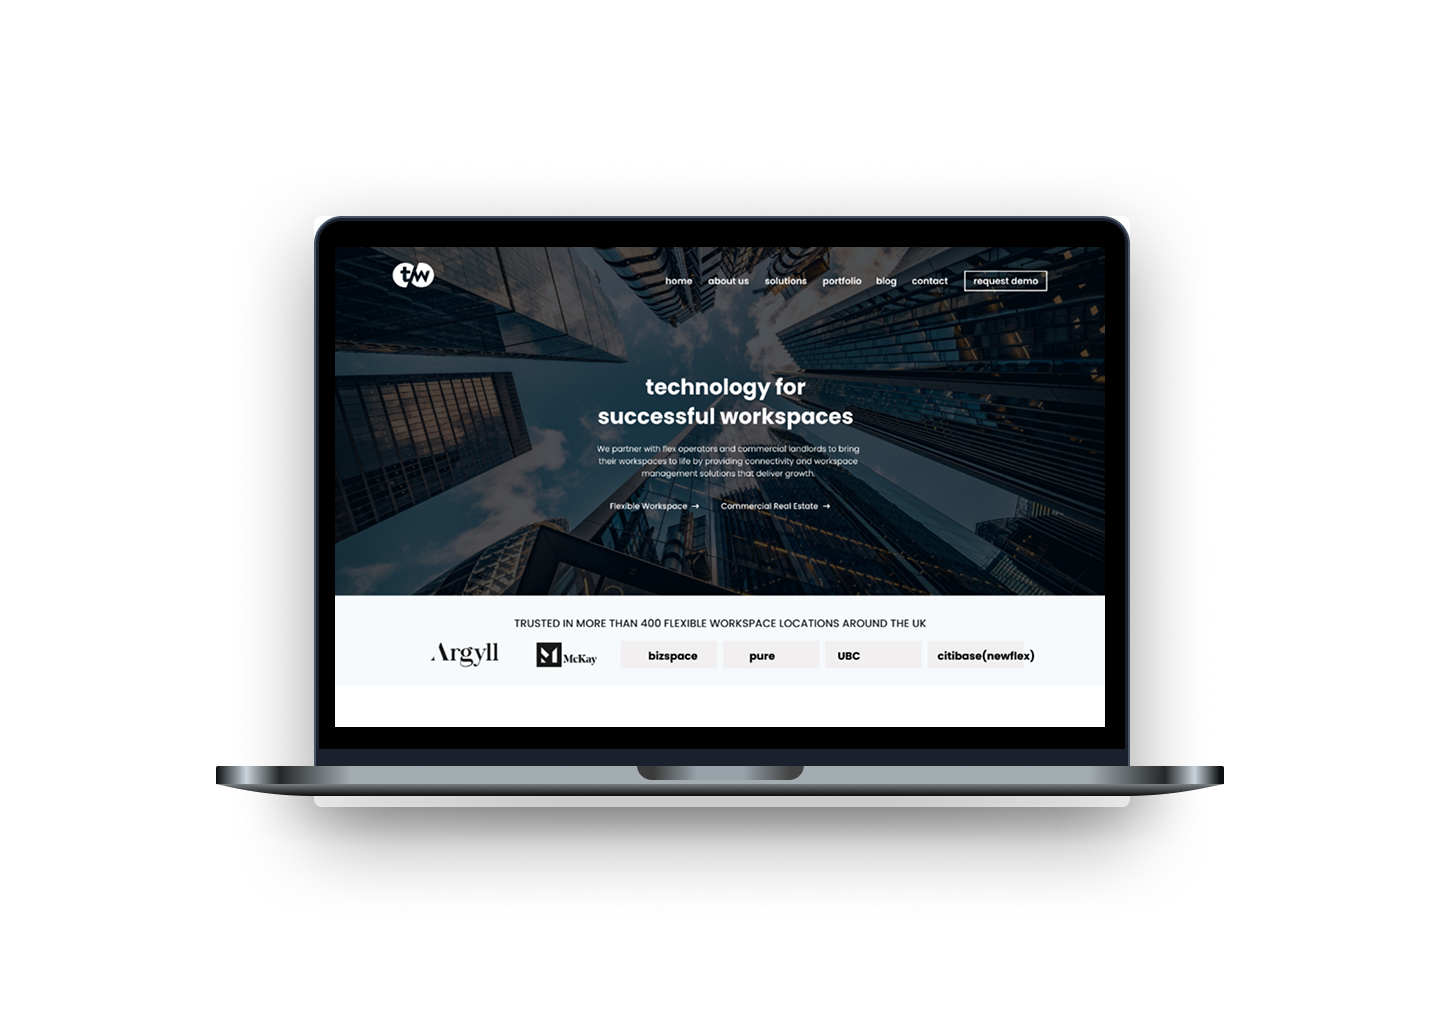 tw
home about us solutions portfolio blog contact request demo
technology for
successful workspaces
We partner with flex operators and commercial landlords to bring
their workspaces to life by providing connectivity and workspace
management solutions that deliver growth.
Flexible Workspace → Commercial Real Estate →
TRUSTED IN MORE THAN 400 FLEXIBLE WORKSPACE LOCATIONS AROUND THE UK
Argyll McKay bizspace pure UBC citibase(newflex)